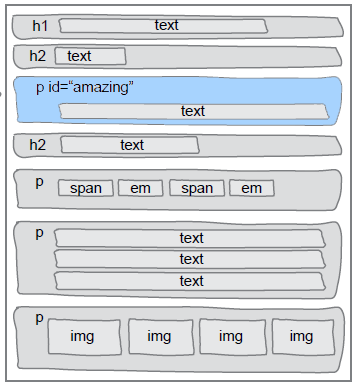 h1 text
h2 text
p id=“amazing”
text
h2 text
p span em span em
p text
text
text
p img img img img